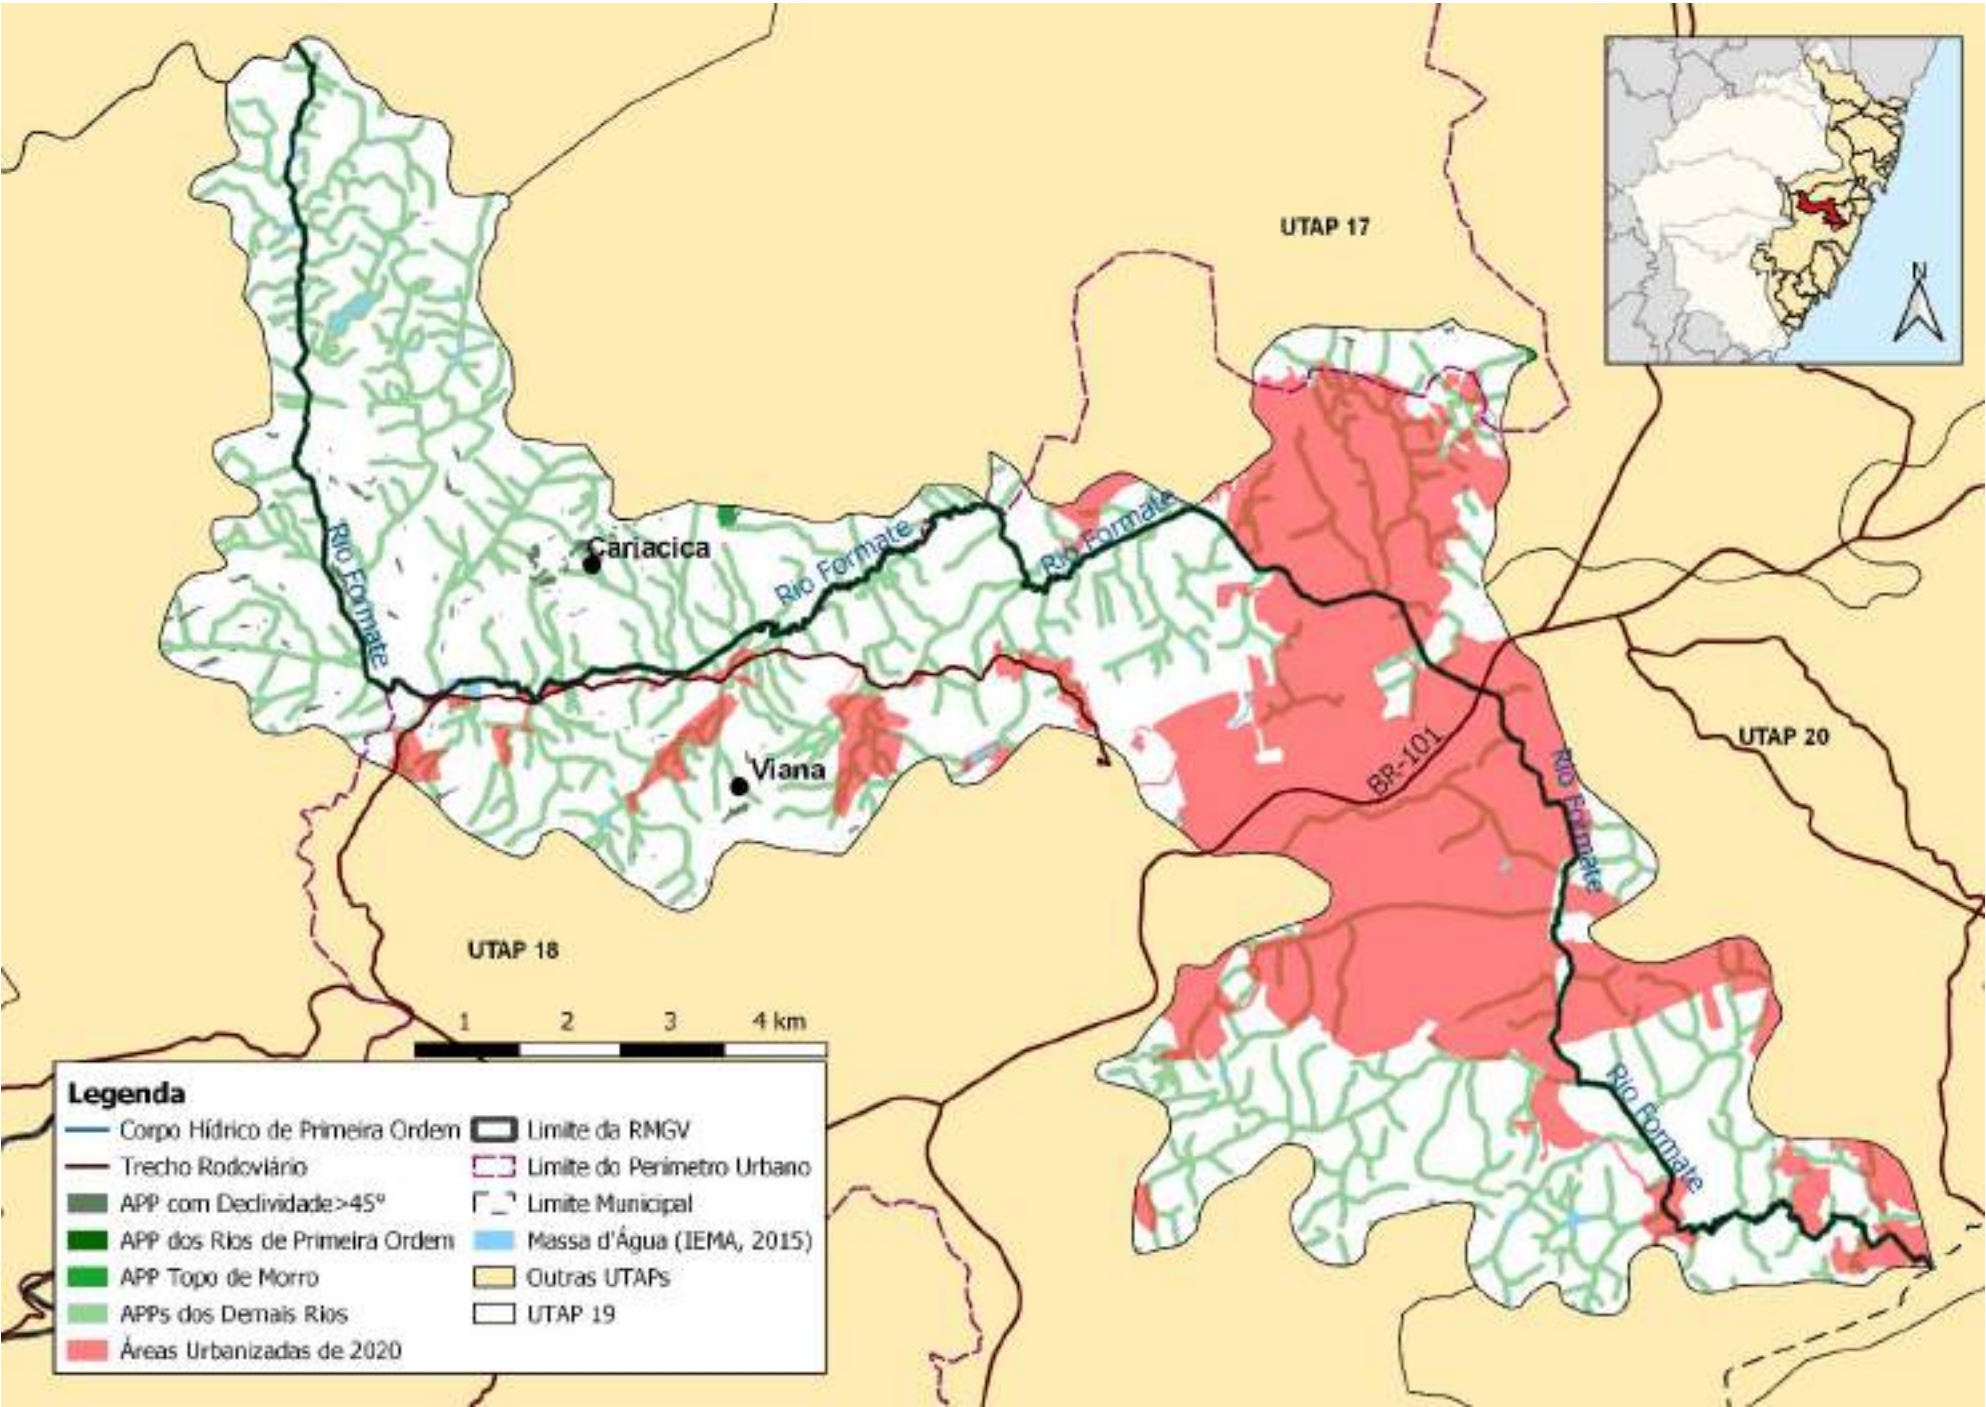 N
UTAP 17
Cariacica
Rio Formate
Rio Formate
Rio Formate
Viana
BR-101
UTAP 20
Rio Formate
UTAP 18
Rio Formate
1 2 3 4 km
Legenda
Corpo Hídrico de Primeira Ordem
Trecho Rodoviário
APP com Declividade>45°
APP dos Rios de Primeira Ordem
APP Topo de Morro
APPs dos Demais Rios
Áreas Urbanizadas de 2020
Limite da RMGV
Limite do Perímetro Urbano
Limite Municipal
Massa d'Água (IEMA, 2015)
Outras UTAPs
UTAP 19